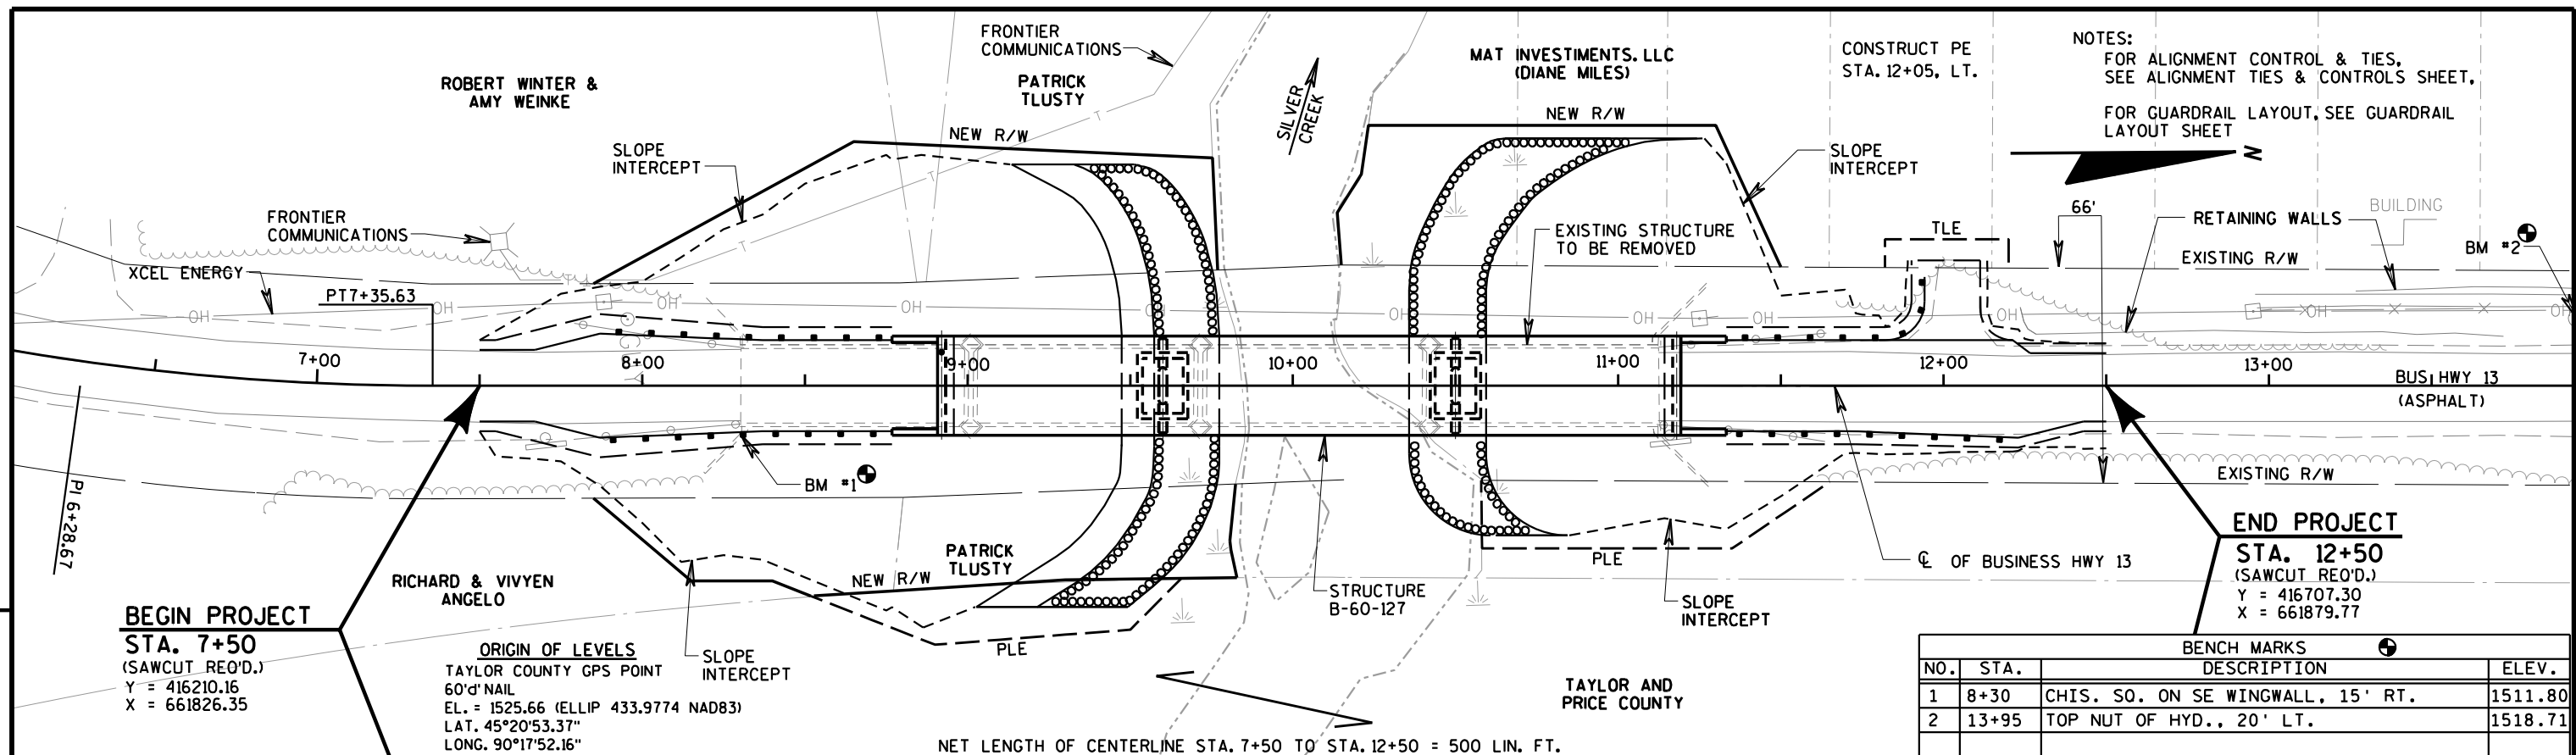 FRONTIER
COMMUNICATIONS
ROBERT WINTER &
AMY WEINKE
PATRICK
TLUSTY
SILVER
CREEK
MAT INVESTIMENTS. LLC
(DIANE MILES)
CONSTRUCT PE
STA. 12+05, LT.
NOTES:
FOR ALIGNMENT CONTROL & TIES,
SEE ALIGNMENT TIES & CONTROLS SHEET,
FOR GUARDRAIL LAYOUT, SEE GUARDRAIL
LAYOUT SHEET
N
NEW R/W
NEW R/W
SLOPE
INTERCEPT
SLOPE
INTERCEPT
T
T
T
FRONTIER
COMMUNICATIONS
XCEL ENERGY
PT7+35.63
EXISTING STRUCTURE
TO BE REMOVED
TLE
66'
RETAINING WALLS
BUILDING
BM #2
EXISTING R/W
OH
OH
OH
OH
OH
OH
OH
OH
OH
OH
OH
7+00
8+00
9+00
10+00
11+00
12+00
13+00
BUS HWY 13
(ASPHALT)
BM #1
EXISTING R/W
PI 6+28.67
PATRICK
TLUSTY
NEW R/W
PLE
PLE
RICHARD & VIVYEN
ANGELO
STRUCTURE
B-60-127
SLOPE
INTERCEPT
SLOPE
INTERCEPT
℄ OF BUSINESS HWY 13
BEGIN PROJECT
STA. 7+50
(SAWCUT REQ'D.)
Y = 416210.16
X = 661826.35
ORIGIN OF LEVELS
TAYLOR COUNTY GPS POINT
60'd' NAIL
EL. = 1525.66 (ELLIP 433.9774 NAD83)
LAT. 45°20'53.37"
LONG. 90°17'52.16"
TAYLOR AND
PRICE COUNTY
NET LENGTH OF CENTERLINE STA. 7+50 TO STA. 12+50 = 500 LIN. FT.
END PROJECT
STA. 12+50
(SAWCUT REQ'D.)
Y = 416707.30
X = 661879.77
BENCH MARKS
NO. STA. DESCRIPTION ELEV.
1 8+30 CHIS. SQ. ON SE WINGWALL, 15' RT. 1511.80
2 13+95 TOP NUT OF HYD., 20' LT. 1518.71